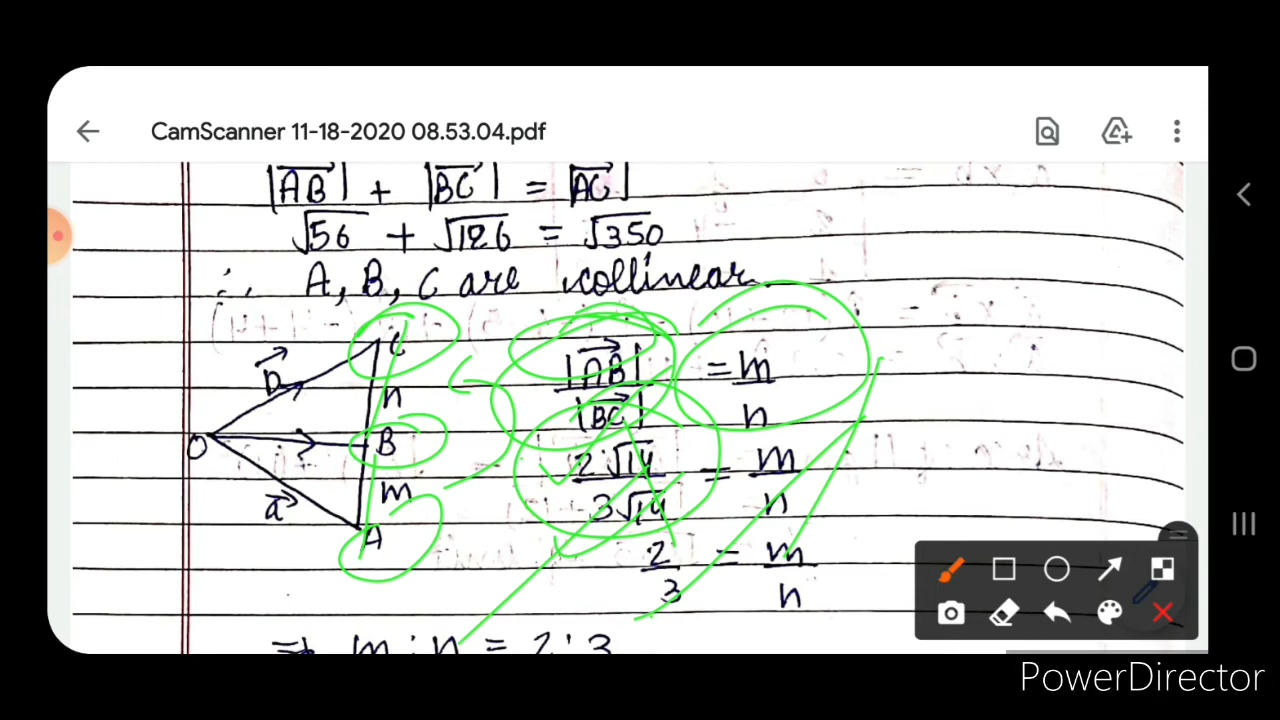 CamScanner 11-18-2020 08.53.04.pdf
|AB| + |BC| = |AC|
√56 + √126 = √350
∴ A, B, C are collinear
C
b
n
|AB| / |BC| = m / n
O
B
a
m
A
2√14 / 3√14 = m / n
2 / 3 = m / n
⇒ m : n = 2 : 3
PowerDirector